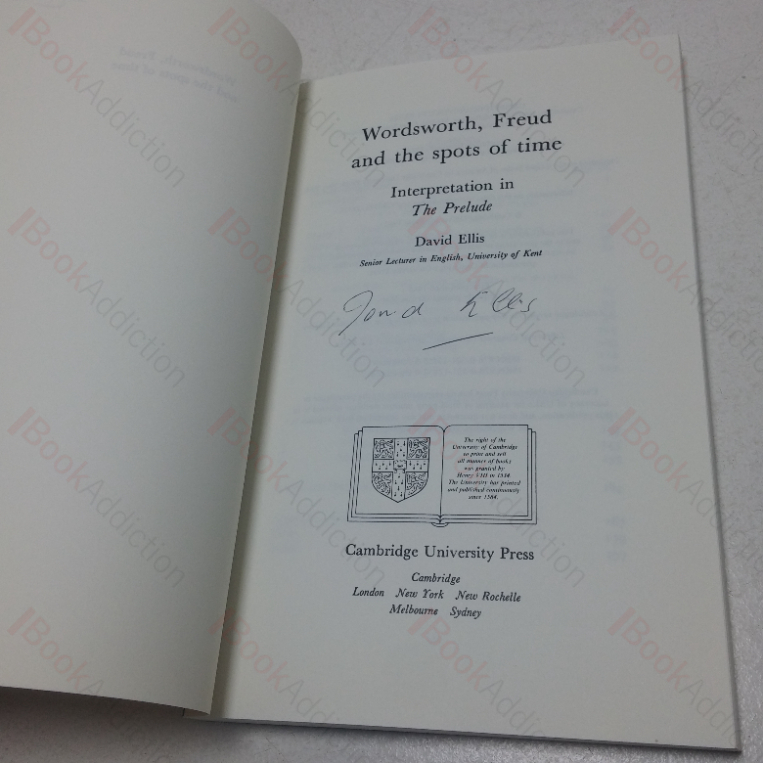 Wordsworth, Freud
and the spots of time
Interpretation in
The Prelude
David Ellis
Senior Lecturer in English, University of Kent
David Ellis
The right of the
University of Cambridge
to print and sell
all manner of books
was granted by
Henry VIII in 1534.
The University has printed
and published continuously
since 1584.
Cambridge University Press
Cambridge
London New York New Rochelle
Melbourne Sydney
BookAddiction